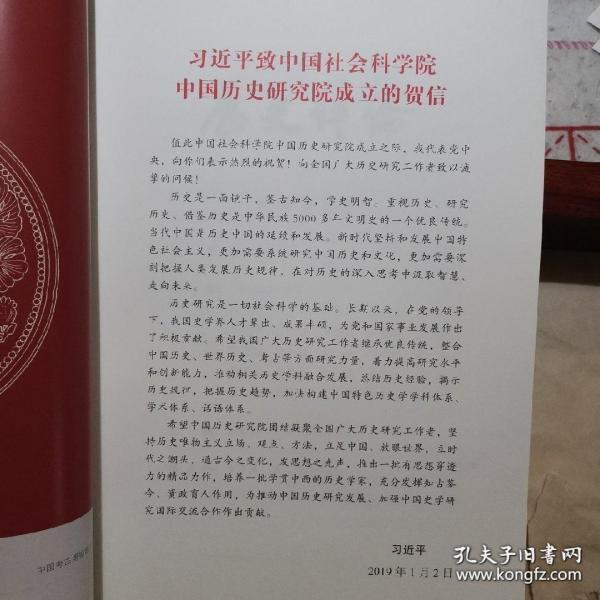 习近平致中国社会科学院
中国历史研究院成立的贺信
值此中国社会科学院中国历史研究院成立之际，我代表党中
央，向你们表示热烈的祝贺！向全国广大历史研究工作者致以诚
挚的问候！
历史是一面镜子，鉴古知今，学史明智。重视历史、研究
历史、借鉴历史是中华民族5000多年文明史的一个优良传统。
当代中国是历史中国的延续和发展。新时代坚持和发展中国特
色社会主义，更加需要系统研究中国历史和文化，更加需要深
刻把握人类发展历史规律，在对历史的深入思考中汲取智慧、
走向未来。
历史研究是一切社会科学的基础。长期以来，在党的领导
下，我国史学界人才辈出、成果丰硕，为党和国家事业发展作出
了积极贡献。希望我国广大历史研究工作者继承优良传统，整合
中国历史、世界历史、考古等方面研究力量，着力提高研究水平
和创新能力，推动相关历史学科融合发展，总结历史经验，揭示
历史规律，把握历史趋势，加快构建中国特色历史学学科体系、
学术体系、话语体系。
希望中国历史研究院团结凝聚全国广大历史研究工作者，坚
持历史唯物主义立场、观点、方法，立足中国、放眼世界，立时
代之潮头，通古今之变化，发思想之先声，推出一批有思想穿透
力的精品力作，培养一批学贯中西的历史学家，充分发挥知古鉴
今、资政育人作用，为推动中国历史研究发展、加强中国史学研
究国际交流合作作出贡献。
习近平
2019年1月2日
中国考古
孔夫子旧书网
www.kongfz.com